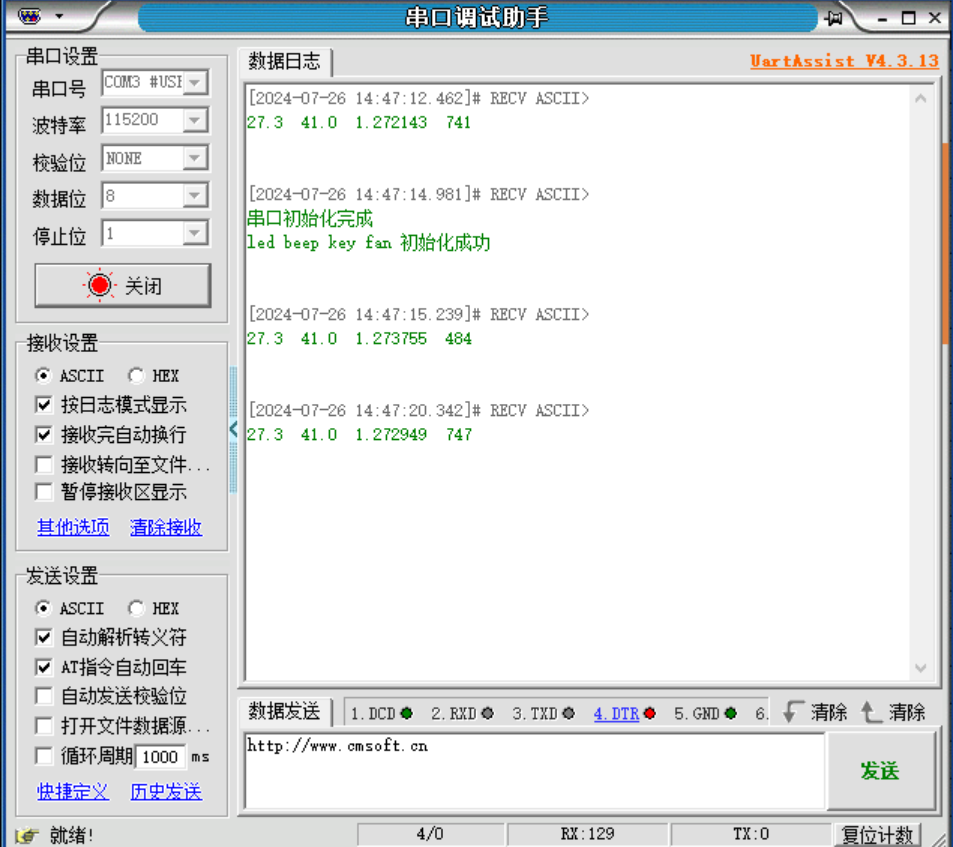 串口调试助手
串口设置
串口号 COM3 #USI
波特率 115200
校验位 NONE
数据位 8
停止位 1
关闭
接收设置
ASCII HEX
按日志模式显示
接收完自动换行
接收转向至文件...
暂停接收区显示
其他选项 清除接收
发送设置
ASCII HEX
自动解析转义符
AT指令自动回车
自动发送校验位
打开文件数据源...
循环周期 1000 ms
快捷定义 历史发送
数据日志 UartAssist V4.3.13
[2024-07-26 14:47:12.462]# RECV ASCII>
27.3 41.0 1.272143 741
[2024-07-26 14:47:14.981]# RECV ASCII>
串口初始化完成
led beep key fan 初始化成功
[2024-07-26 14:47:15.239]# RECV ASCII>
27.3 41.0 1.273755 484
[2024-07-26 14:47:20.342]# RECV ASCII>
27.3 41.0 1.272949 747
数据发送 1.DCD 2.RXD 3.TXD 4.DTR 5.GND 6. 清除 清除
http://www.cmsoft.cn
发送
就绪! 4/0 RX:129 TX:0 复位计数